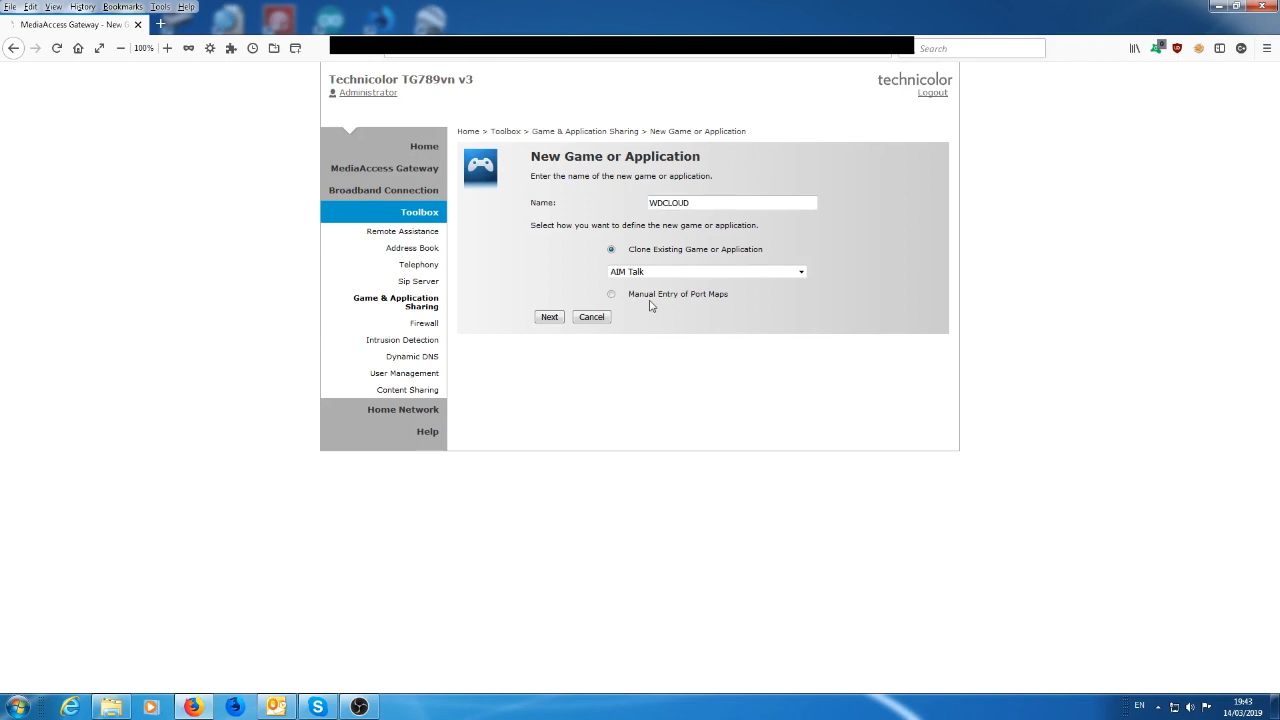 File Edit View History Bookmarks Tools Help
MediaAccess Gateway - New G
100%
Search
0
Technicolor TG789vn v3
technicolor
Administrator
Logout
Home > Toolbox > Game & Application Sharing > New Game or Application
Home
MediaAccess Gateway
Broadband Connection
Toolbox
Remote Assistance
Address Book
Telephony
Sip Server
Game & Application
Sharing
Firewall
Intrusion Detection
Dynamic DNS
User Management
Content Sharing
Home Network
Help
New Game or Application
Enter the name of the new game or application.
Name: WDCLOUD
Select how you want to define the new game or application.
Clone Existing Game or Application
AIM Talk
Manual Entry of Port Maps
Next Cancel
EN
19:43
14/03/2019